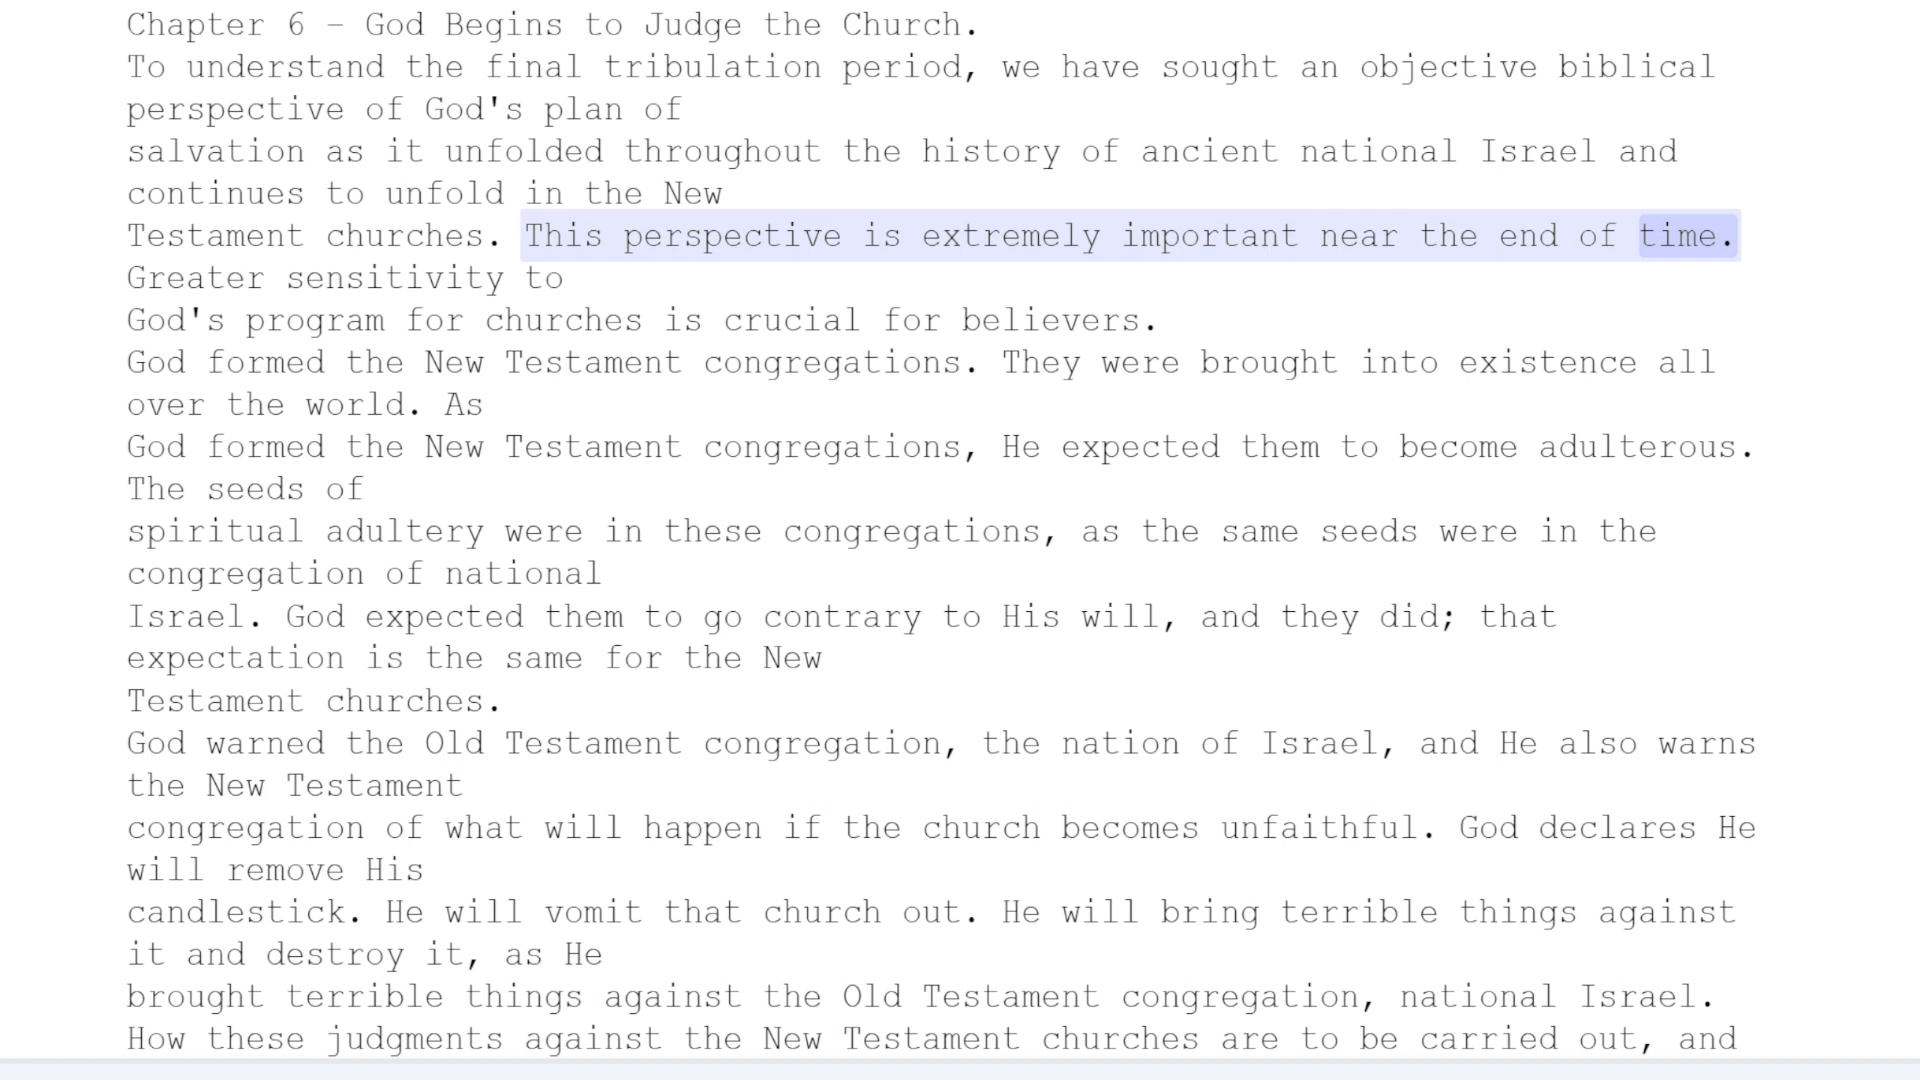 Chapter 6 – God Begins to Judge the Church.
To understand the final tribulation period, we have sought an objective biblical
perspective of God's plan of
salvation as it unfolded throughout the history of ancient national Israel and
continues to unfold in the New
Testament churches. This perspective is extremely important near the end of time.
Greater sensitivity to
God's program for churches is crucial for believers.
God formed the New Testament congregations. They were brought into existence all
over the world. As
God formed the New Testament congregations, He expected them to become adulterous.
The seeds of
spiritual adultery were in these congregations, as the same seeds were in the
congregation of national
Israel. God expected them to go contrary to His will, and they did; that
expectation is the same for the New
Testament churches.
God warned the Old Testament congregation, the nation of Israel, and He also warns
the New Testament
congregation of what will happen if the church becomes unfaithful. God declares He
will remove His
candlestick. He will vomit that church out. He will bring terrible things against
it and destroy it, as He
brought terrible things against the Old Testament congregation, national Israel.
How these judgments against the New Testament churches are to be carried out, and